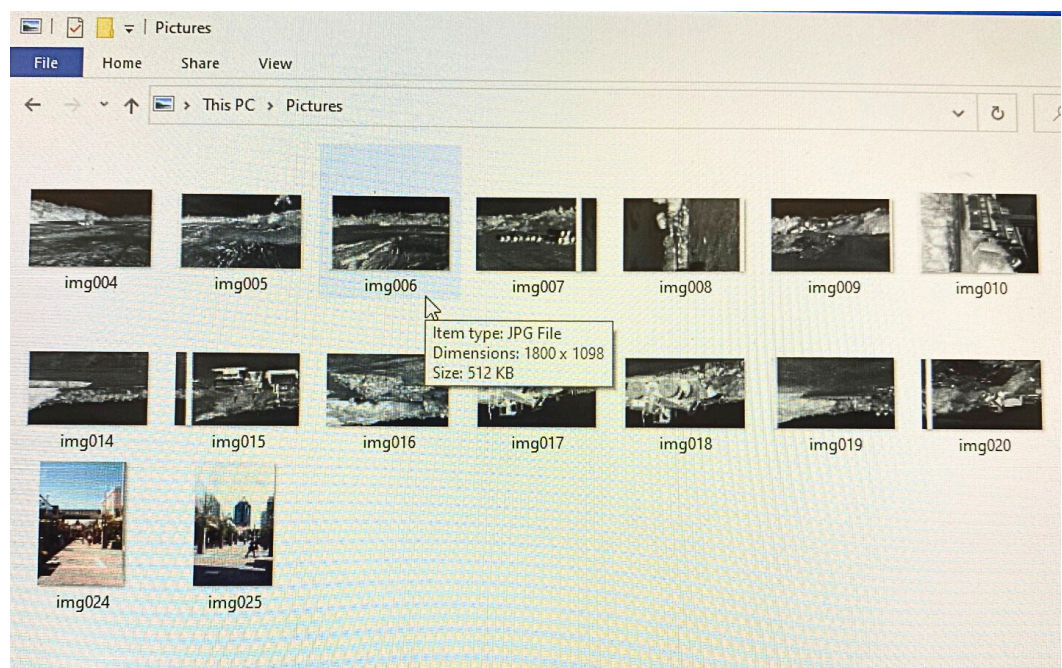 Pictures
File Home Share View
This PC > Pictures
img004 img005 img006 img007 img008 img009 img010
Item type: JPG File
Dimensions: 1800 x 1098
Size: 512 KB
img014 img015 img016 img017 img018 img019 img020
img024 img025